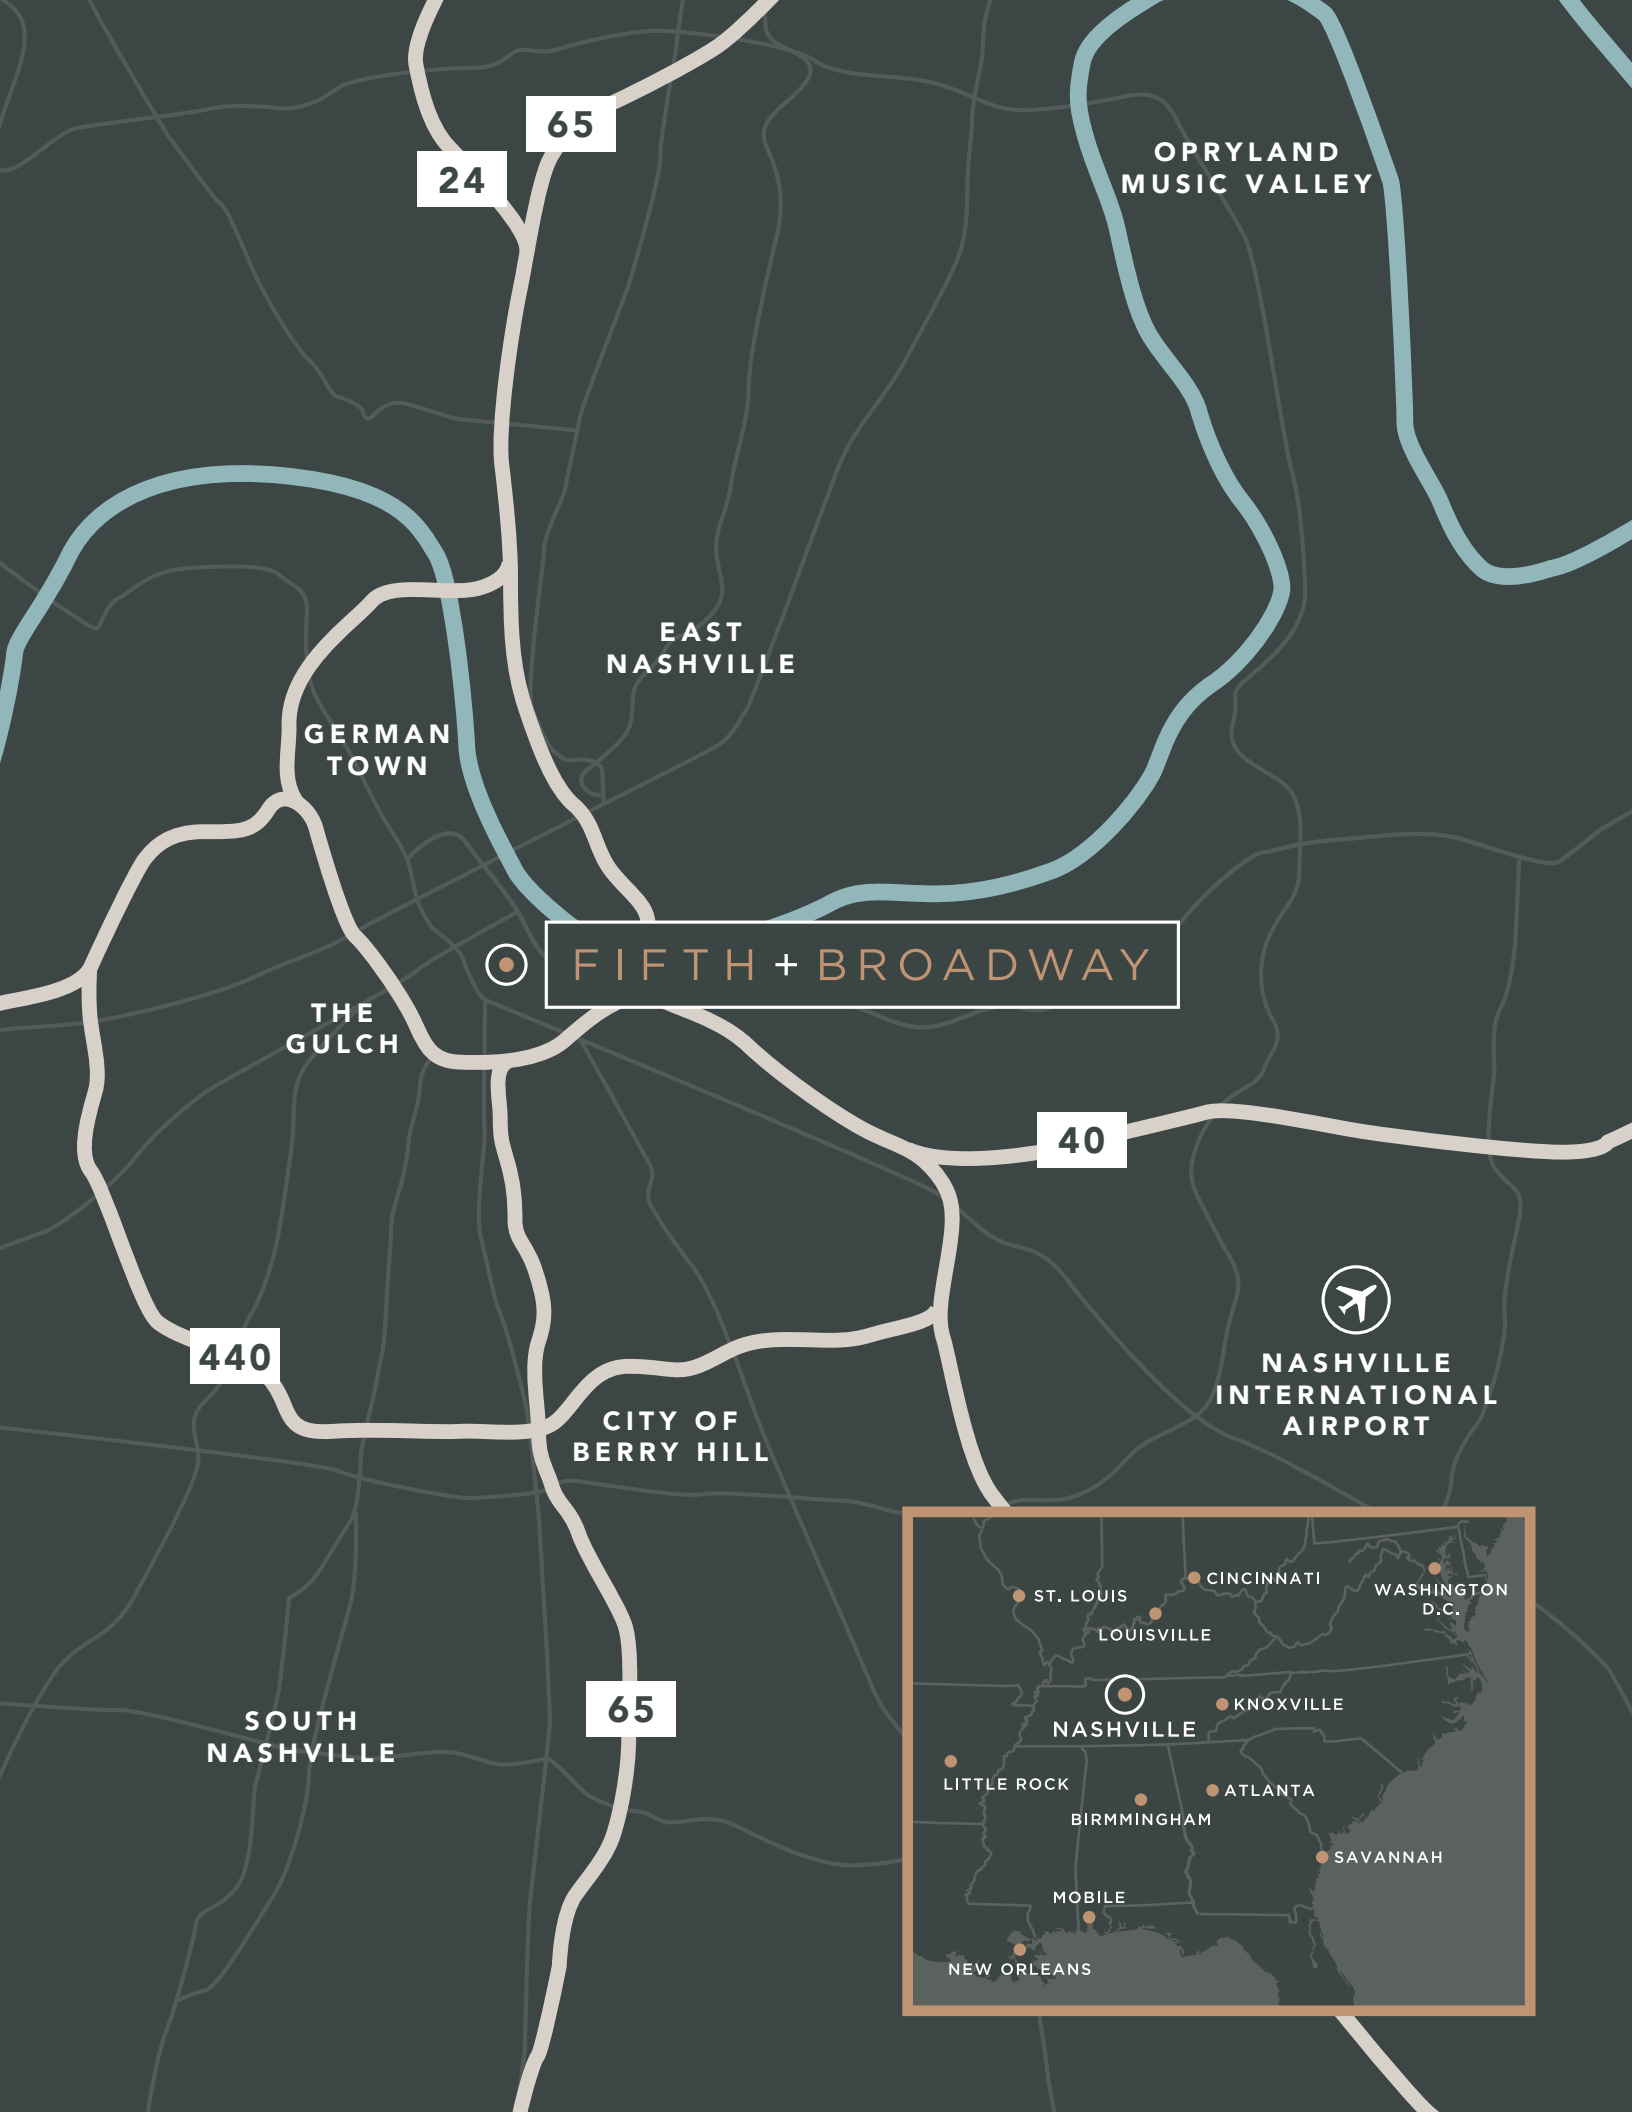 65
24
OPRYLAND
MUSIC VALLEY
EAST
NASHVILLE
GERMAN
TOWN
FIFTH + BROADWAY
THE
GULCH
40
NASHVILLE
INTERNATIONAL
AIRPORT
440
CITY OF
BERRY HILL
65
SOUTH
NASHVILLE
CINCINNATI
ST. LOUIS
WASHINGTON
D.C.
LOUISVILLE
KNOXVILLE
NASHVILLE
LITTLE ROCK
ATLANTA
BIRMMINGHAM
SAVANNAH
MOBILE
NEW ORLEANS